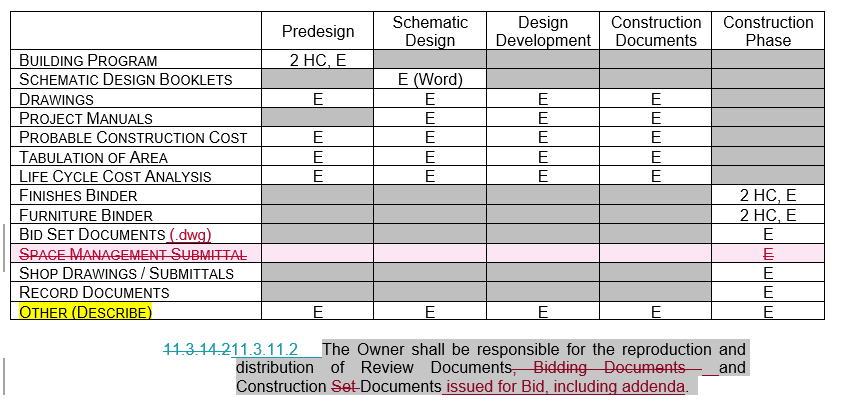 Predesign Schematic Design Design Development Construction Documents Construction Phase
BUILDING PROGRAM 2 HC, E
SCHEMATIC DESIGN BOOKLETS E (Word)
DRAWINGS E E E E
PROJECT MANUALS E E E
PROBABLE CONSTRUCTION COST E E E E
TABULATION OF AREA E E E E
LIFE CYCLE COST ANALYSIS E E E E
FINISHES BINDER 2 HC, E
FURNITURE BINDER 2 HC, E
BID SET DOCUMENTS (.dwg) E
SPACE MANAGEMENT SUBMITTAL E
SHOP DRAWINGS / SUBMITTALS E
RECORD DOCUMENTS E
OTHER (DESCRIBE) E E E E E
11.3.14.211.3.11.2 The Owner shall be responsible for the reproduction and
distribution of Review Documents, Bidding Documents and
Construction Set Documents issued for Bid, including addenda.